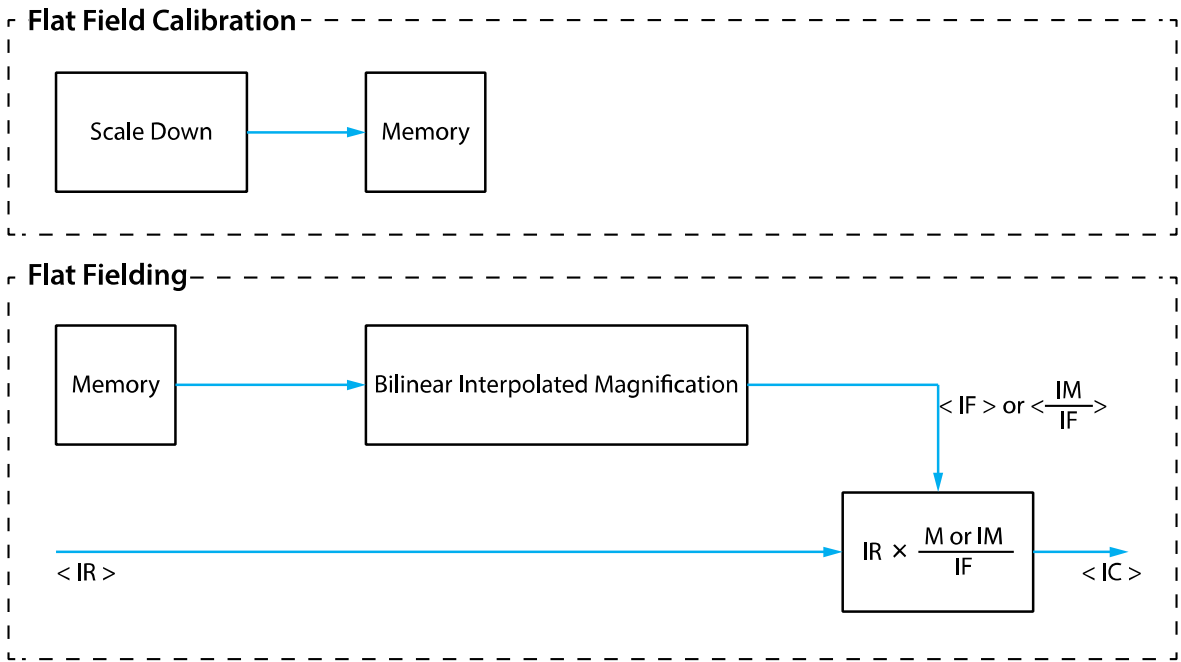 Flat Field Calibration
Scale Down
Memory
Flat Fielding
Memory
Bilinear Interpolated Magnification
< IF > or < IM / IF >
IR × M or IM / IF
< IR >
< IC >